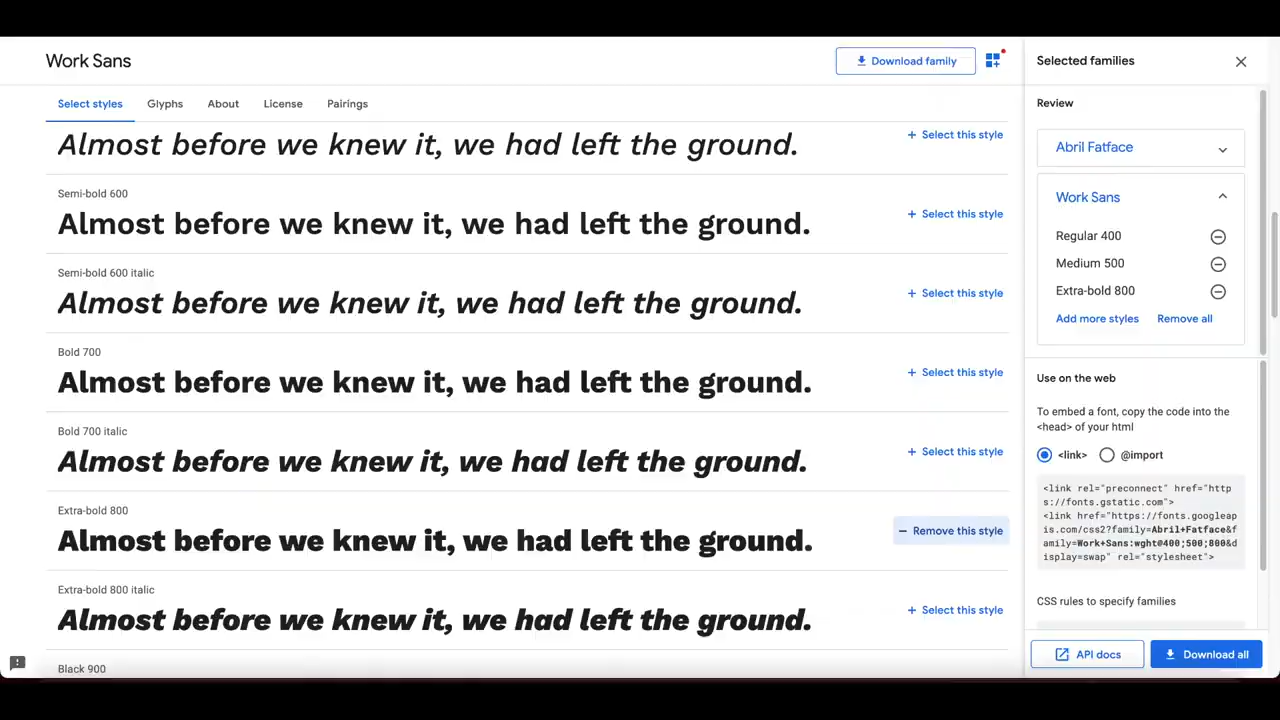 Work Sans
Download family
Select styles
Glyphs
About
License
Pairings
Almost before we knew it, we had left the ground.
+ Select this style
Semi-bold 600
Almost before we knew it, we had left the ground.
+ Select this style
Semi-bold 600 italic
Almost before we knew it, we had left the ground.
+ Select this style
Bold 700
Almost before we knew it, we had left the ground.
+ Select this style
Bold 700 italic
Almost before we knew it, we had left the ground.
+ Select this style
Extra-bold 800
Almost before we knew it, we had left the ground.
— Remove this style
Extra-bold 800 italic
Almost before we knew it, we had left the ground.
+ Select this style
Black 900
Selected families
Review
Abril Fatface
Work Sans
Regular 400
Medium 500
Extra-bold 800
Add more styles
Remove all
Use on the web
To embed a font, copy the code into the
<head> of your html
<link>
@import
<link rel="preconnect" href="http
s://fonts.gstatic.com">
<link href="https://fonts.googleap
is.com/css2?family=Abril+Fatface&f
amily=Work+Sans:wght@400;500;800&d
isplay=swap" rel="stylesheet">
CSS rules to specify families
API docs
Download all